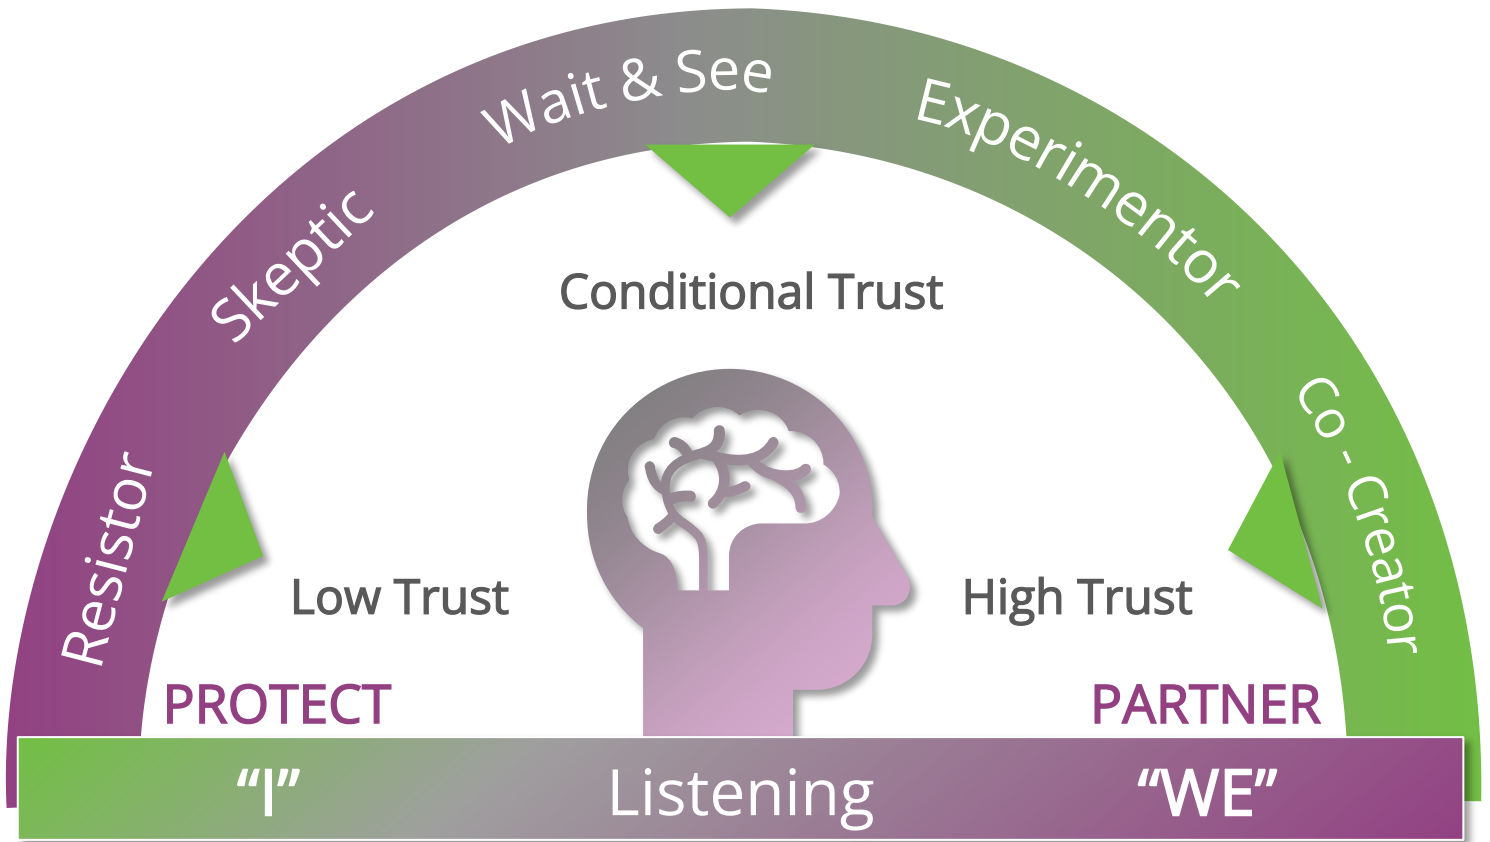 Resistor
Skeptic
Wait & See
Experimentor
Co - Creator
Conditional Trust
Low Trust
High Trust
PROTECT
PARTNER
“I”
Listening
“WE”